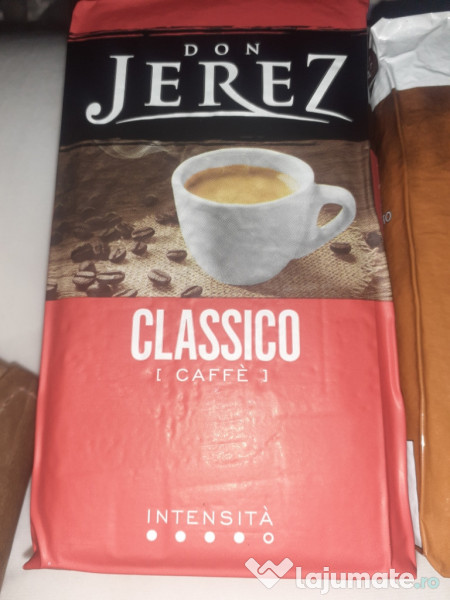 DON
JEREZ
CLASSICO
[ CAFFÈ ]
INTENSITÀ
lajumate.ro